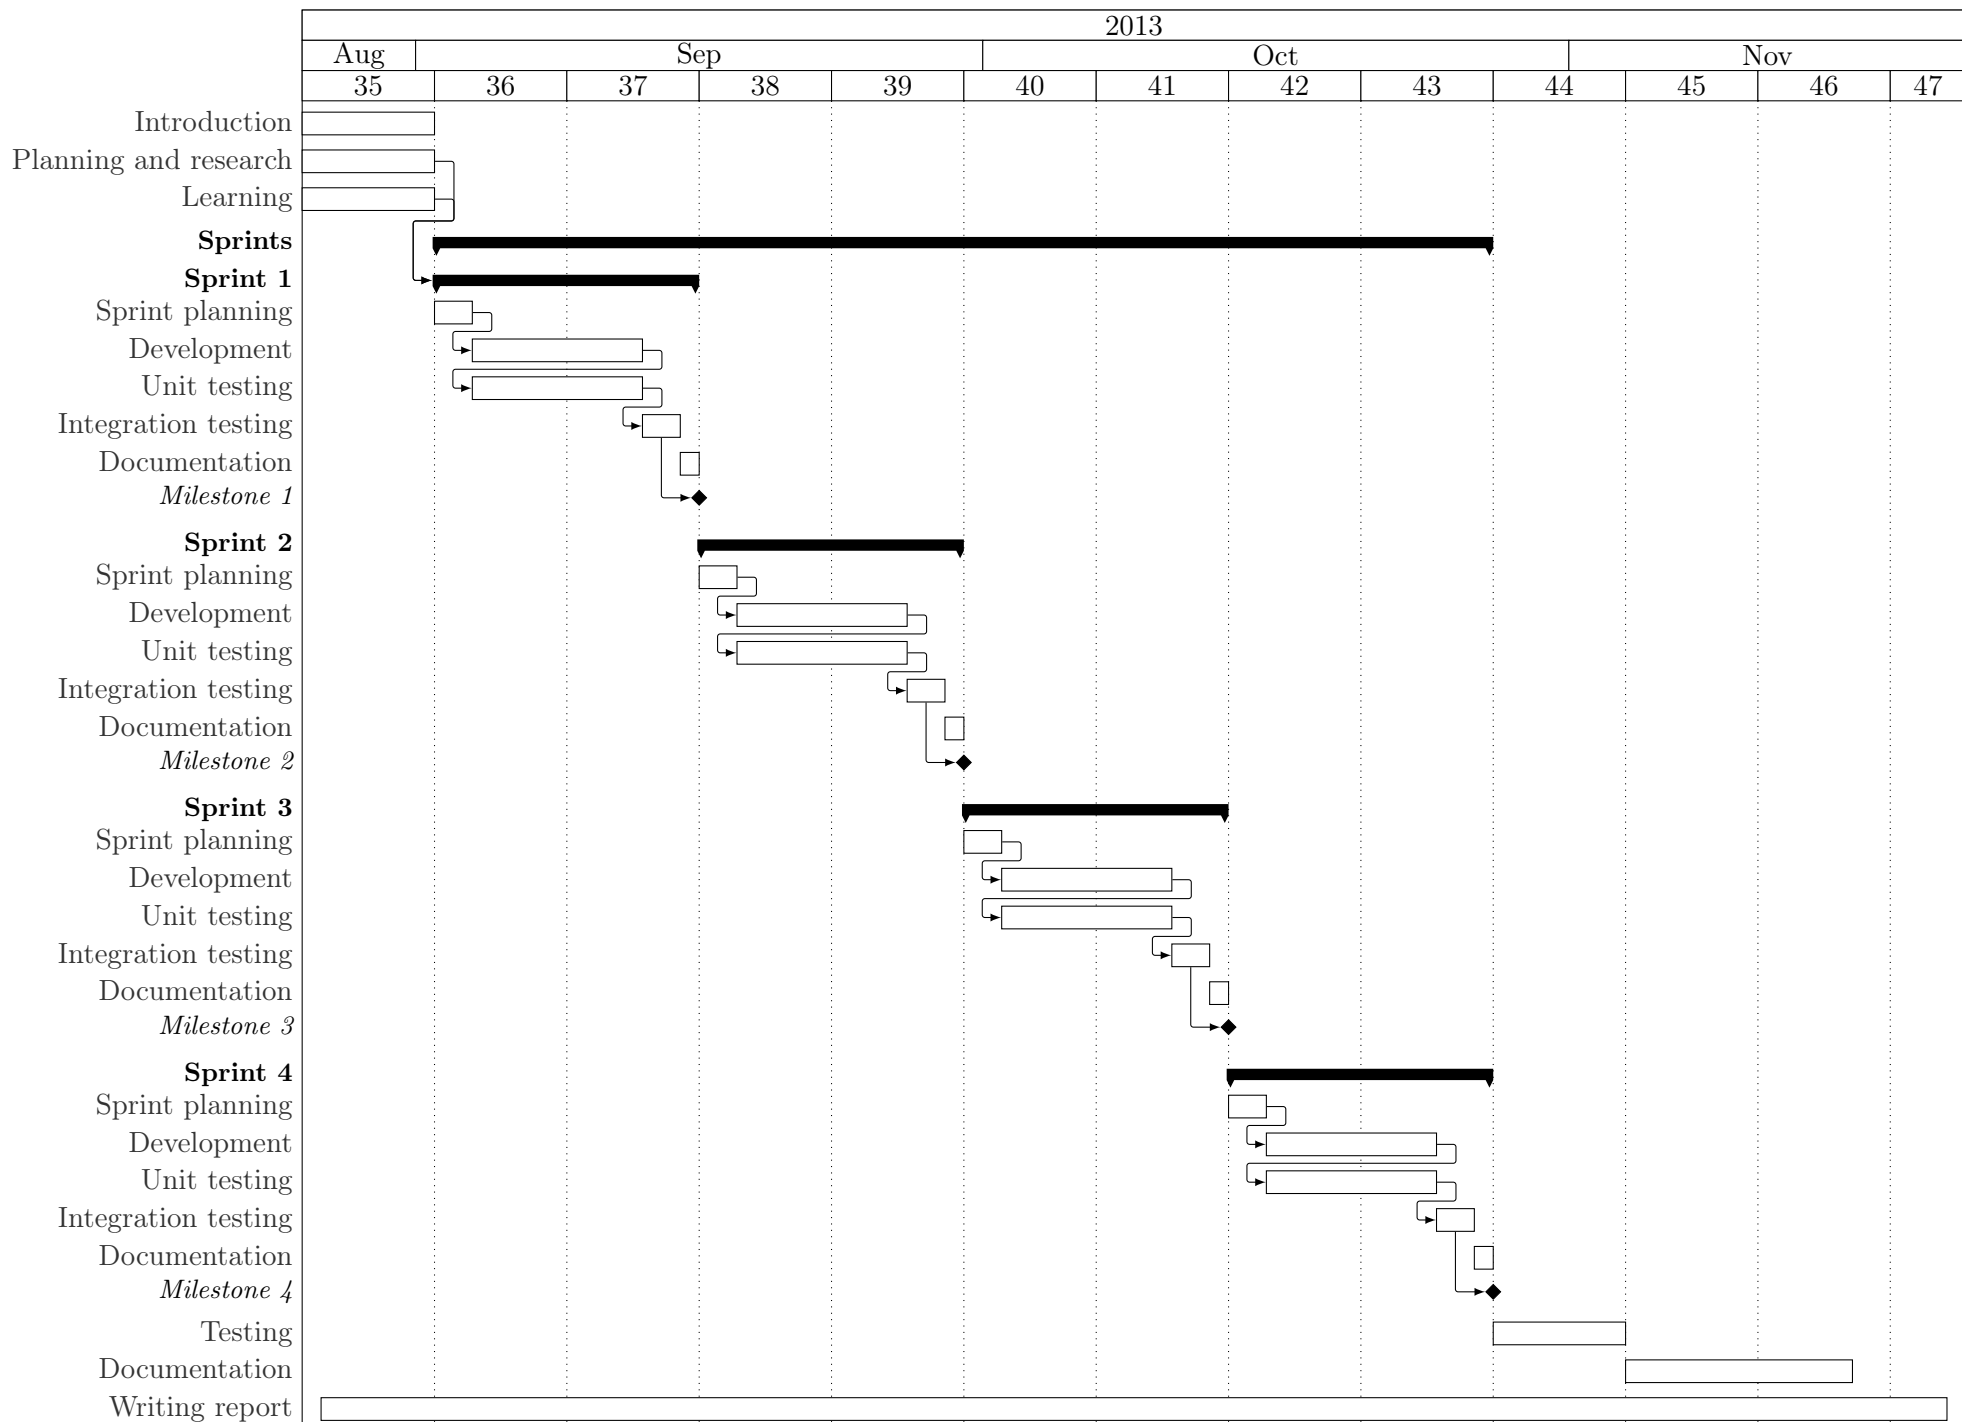 2013
Aug Sep Oct Nov
35 36 37 38 39 40 41 42 43 44 45 46 47
Introduction
Planning and research
Learning
Sprints
Sprint 1
Sprint planning
Development
Unit testing
Integration testing
Documentation
Milestone 1
Sprint 2
Sprint planning
Development
Unit testing
Integration testing
Documentation
Milestone 2
Sprint 3
Sprint planning
Development
Unit testing
Integration testing
Documentation
Milestone 3
Sprint 4
Sprint planning
Development
Unit testing
Integration testing
Documentation
Milestone 4
Testing
Documentation
Writing report